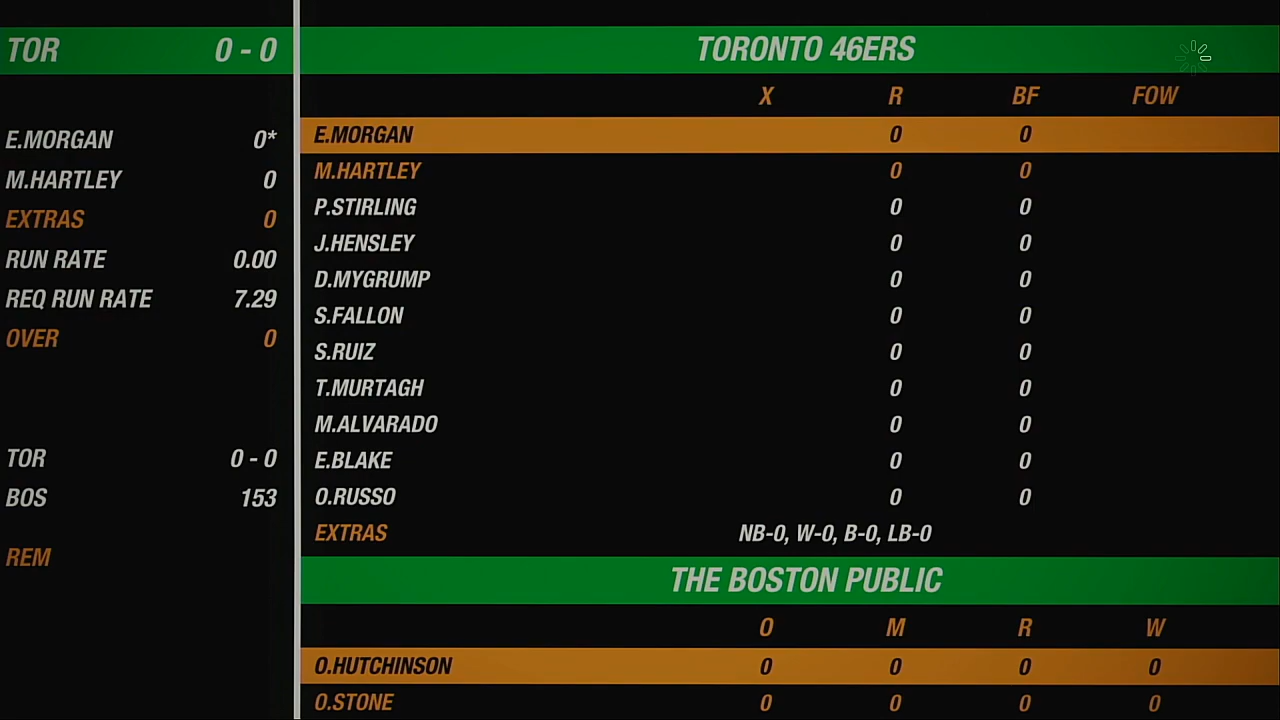 TOR 0 - 0
E.MORGAN 0*
M.HARTLEY 0
EXTRAS 0
RUN RATE 0.00
REQ RUN RATE 7.29
OVER 0
TOR 0 - 0
BOS 153
REM
TORONTO 46ERS
X R BF FOW
E.MORGAN 0 0
M.HARTLEY 0 0
P.STIRLING 0 0
J.HENSLEY 0 0
D.MYGRUMP 0 0
S.FALLON 0 0
S.RUIZ 0 0
T.MURTAGH 0 0
M.ALVARADO 0 0
E.BLAKE 0 0
O.RUSSO 0 0
EXTRAS NB-0, W-0, B-0, LB-0
THE BOSTON PUBLIC
O M R W
O.HUTCHINSON 0 0 0 0
O.STONE 0 0 0 0